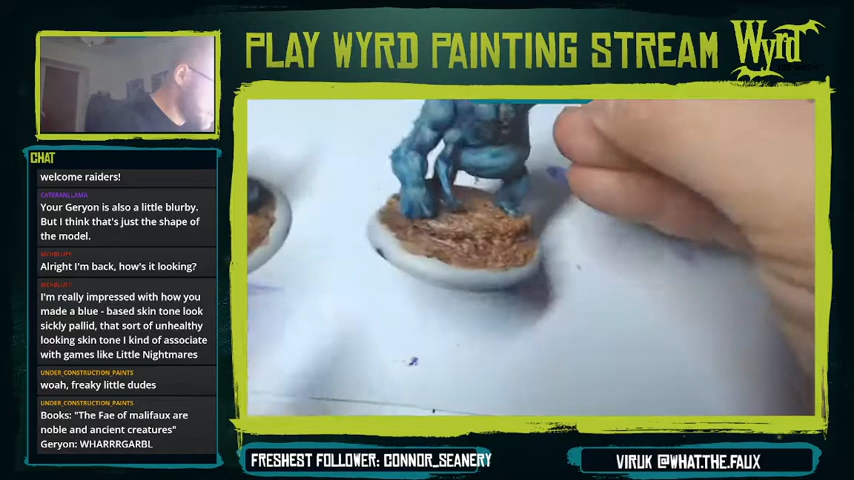 PLAY WYRD PAINTING STREAM
Wyrd
CHAT
welcome raiders!
CATERANLLAMA
Your Geryon is also a little blurby.
But I think that's just the shape of
the model.
Alright I'm back, how's it looking?
I'm really impressed with how you
made a blue - based skin tone look
sickly pallid, that sort of unhealthy
looking skin tone I kind of associate
with games like Little Nightmares
UNDER_CONSTRUCTION_PAINTS
woah, freaky little dudes
UNDER_CONSTRUCTION_PAINTS
Books: "The Fae of malifaux are
noble and ancient creatures"
Geryon: WHARRRGARBL
FRESHEST FOLLOWER: CONNOR_SEANERY
VIRUK @WHAT.THE.FAUX